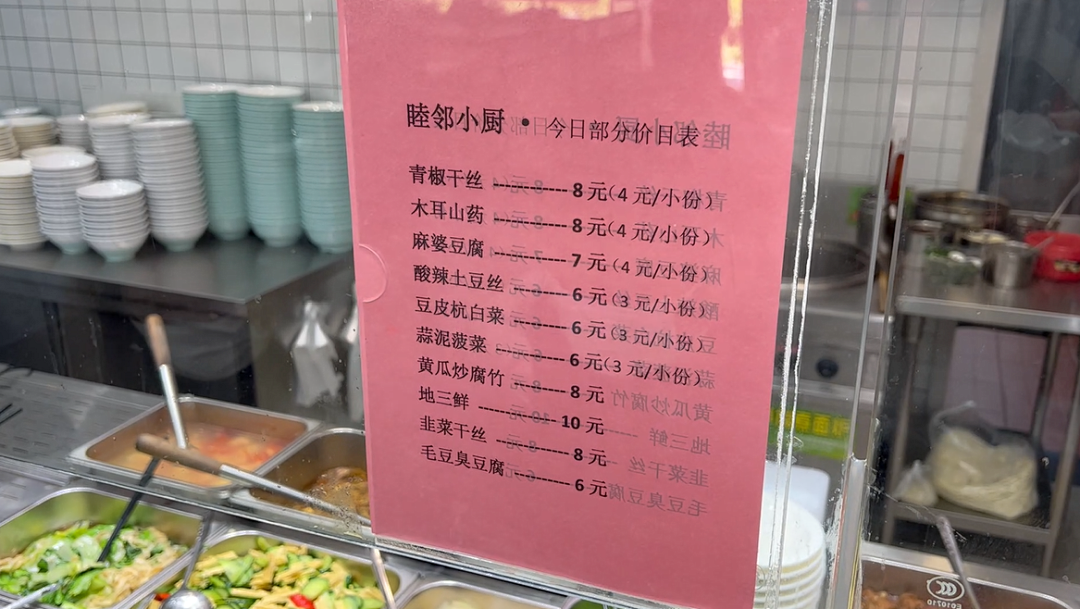 睦邻小厨 · 今日部分价目表
青椒干丝 ------- 8 元（4 元/小份）
木耳山药 ------- 8 元（4 元/小份）
麻婆豆腐 ------- 7 元（4 元/小份）
酸辣土豆丝 ------ 6 元（3 元/小份）
豆皮杭白菜 ------ 6 元（3 元/小份）
蒜泥菠菜 ------- 6 元（3 元/小份）
黄瓜炒腐竹 ------ 8 元
地三鲜 --------- 10 元
韭菜干丝 ------- 8 元
毛豆臭豆腐 ------ 6 元